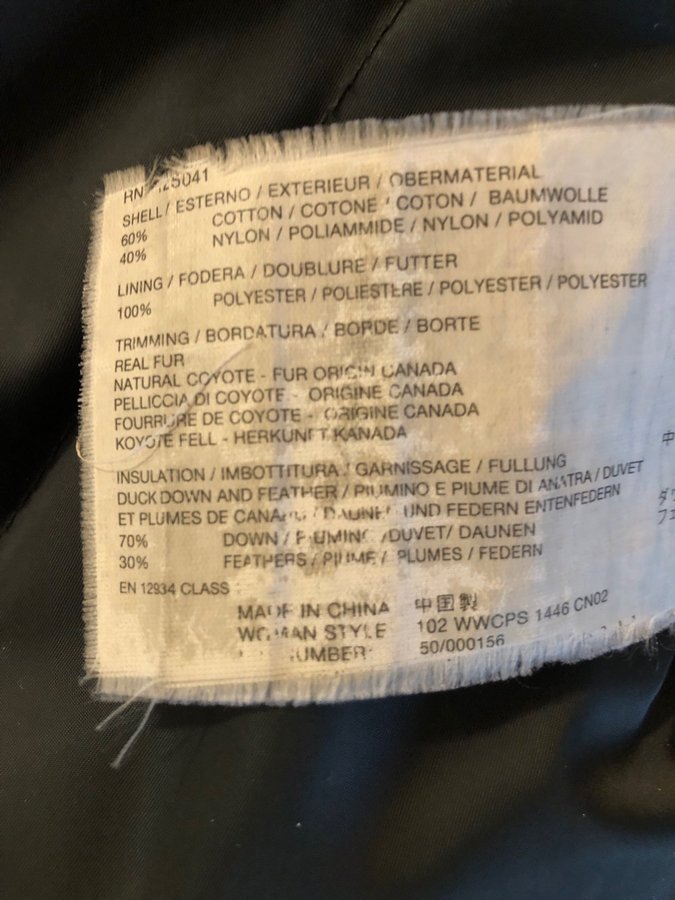 RN 125041
SHELL / ESTERNO / EXTERIEUR / OBERMATERIAL
60% COTTON / COTONE / COTON / BAUMWOLLE
40% NYLON / POLIAMMIDE / NYLON / POLYAMID
LINING / FODERA / DOUBLURE / FUTTER
100% POLYESTER / POLIESTERE / POLYESTER / POLYESTER
TRIMMING / BORDATURA / BORDE / BORTE
REAL FUR
NATURAL COYOTE - FUR ORIGIN CANADA
PELLICCIA DI COYOTE - ORIGINE CANADA
FOURRURE DE COYOTE - ORIGINE CANADA
KOYOTE FELL - HERKUNFT KANADA
INSULATION / IMBOTTITURA / GARNISSAGE / FULLUNG
DUCK DOWN AND FEATHER / PIUMINO E PIUME DI ANATRA / DUVET
ET PLUMES DE / DAUNEN UND FEDERN ENTENFEDERN
70% DOWN / PIUMINO / DUVET / DAUNEN
30% FEATHERS / PIUME / PLUMES / FEDERN
EN 12934 CLASS
MADE IN CHINA 中国製
WOMAN STYLE 102 WWCPS 1446 CN02
NUMBER 50/000156
中